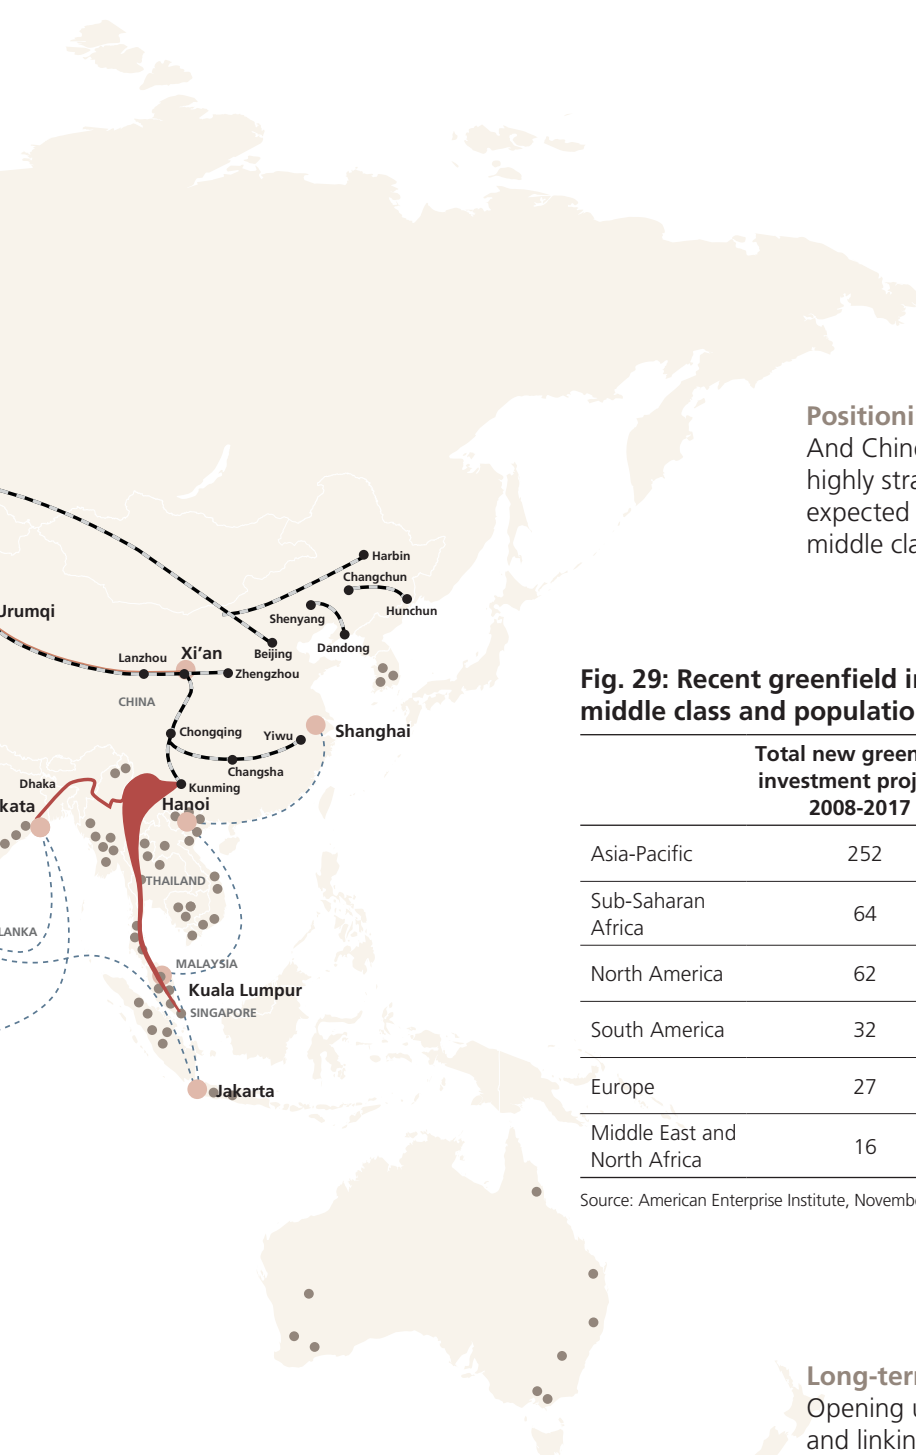 Harbin
Changchun
Hunchun
Shenyang
Dandong
Beijing
Urumqi
Lanzhou
Xi’an
Zhengzhou
CHINA
Chongqing
Yiwu
Shanghai
Changsha
Dhaka
Kunming
kata
Hanoi
THAILAND
LANKA
MALAYSIA
Kuala Lumpur
SINGAPORE
Jakarta
Positioni
And Chin
highly stra
expected
middle cla
Fig. 29: Recent greenfield i
middle class and populatio
Total new green
investment proj
2008-2017
Asia-Pacific 252
Sub-Saharan
Africa 64
North America 62
South America 32
Europe 27
Middle East and
North Africa 16
Source: American Enterprise Institute, Novembe
Long-ter
Opening u
and linkin